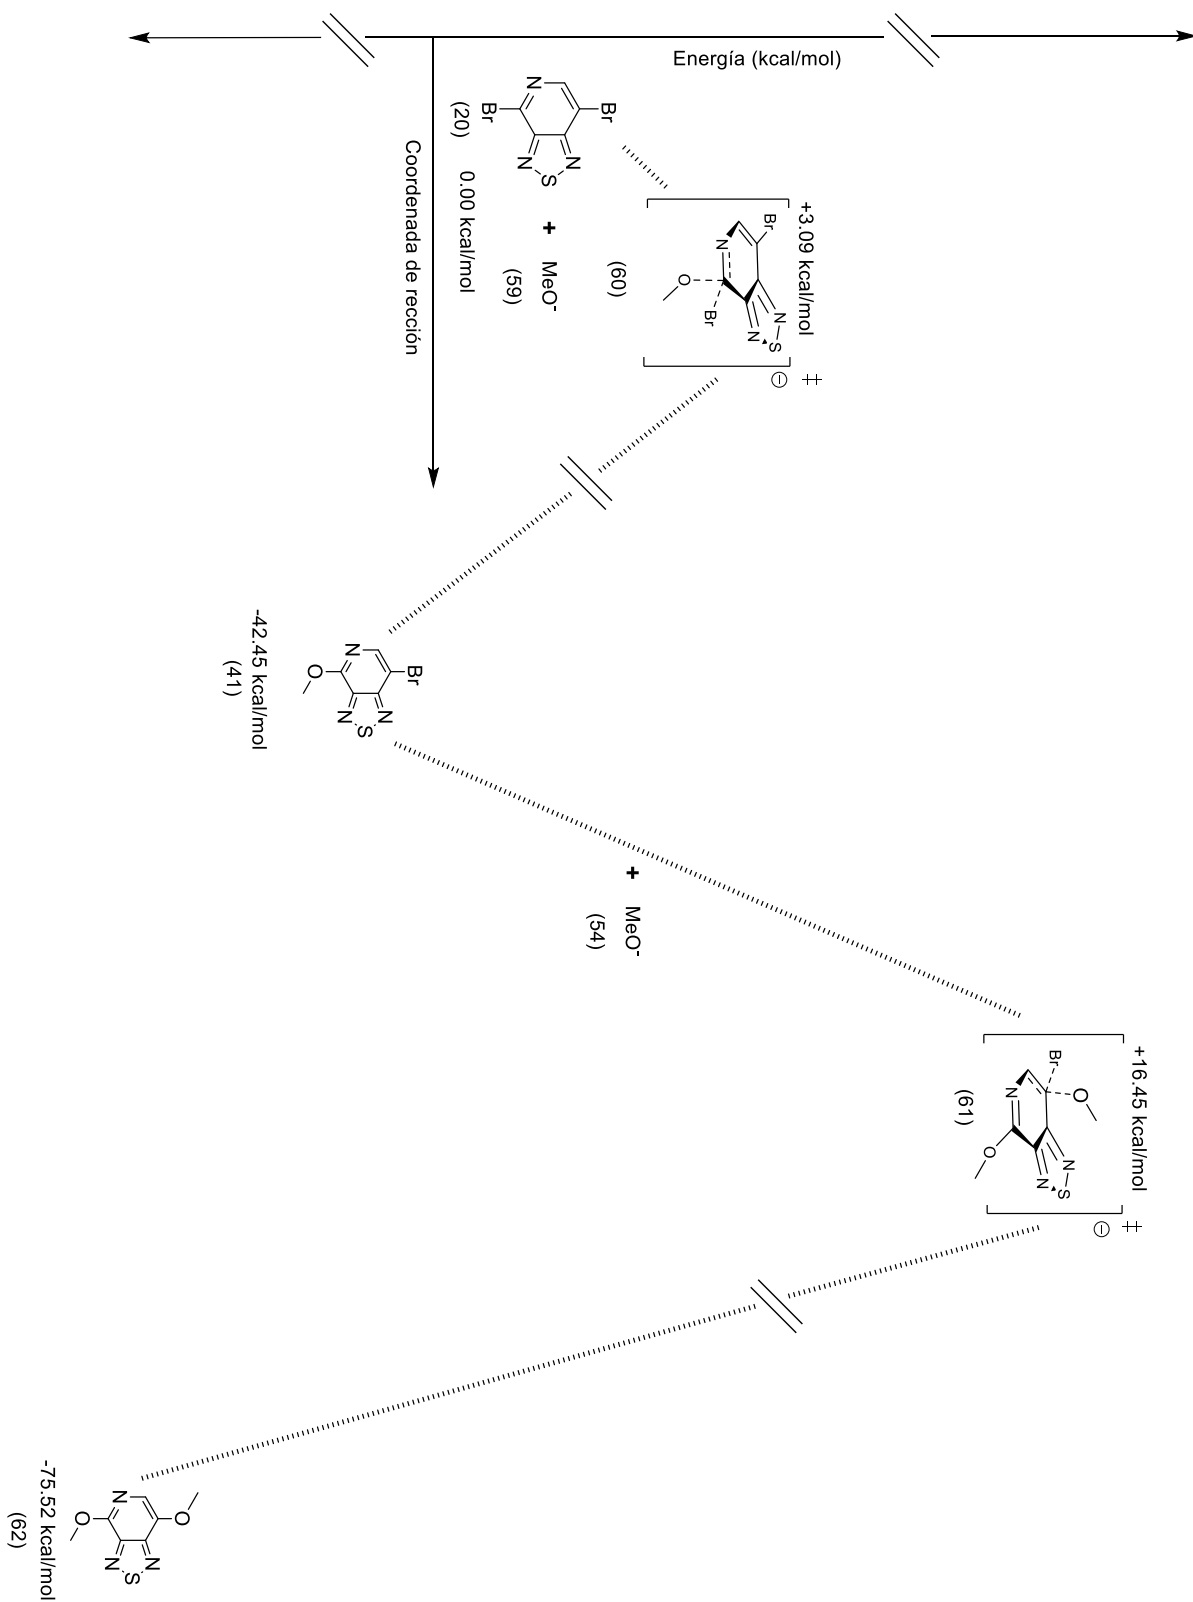 Energía (kcal/mol)
Coordenada de rección
Br
N
N
S
N
Br
(20)
0.00 kcal/mol
+
MeO-
(59)
+3.09 kcal/mol
‡
⊖
Br
N
N
S
N
O
Br
(60)
Br
N
N
S
N
O
-42.45 kcal/mol
(41)
+
MeO-
(54)
+16.45 kcal/mol
‡
⊖
Br
O
N
N
S
N
O
(61)
O
N
N
S
N
O
-75.52 kcal/mol
(62)